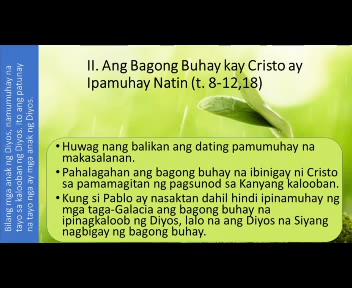 II. Ang Bagong Buhay kay Cristo ay
Ipamuhay Natin (t. 8-12,18)
• Huwag nang balikan ang dating pamumuhay na
makasalanan.
• Pahalagahan ang bagong buhay na ibinigay ni Cristo
sa pamamagitan ng pagsunod sa Kanyang kalooban.
• Kung si Pablo ay nasaktan dahil hindi ipinamuhay ng
mga taga-Galacia ang bagong buhay na
ipinagkaloob ng Diyos, lalo na ang Diyos na Siyang
nagbigay ng bagong buhay.
Bilang mga anak ng Diyos, namumuhay na
tayo sa kalooban ng Diyos. Ito ang patunay
na tayo nga ay mga anak ng Diyos.